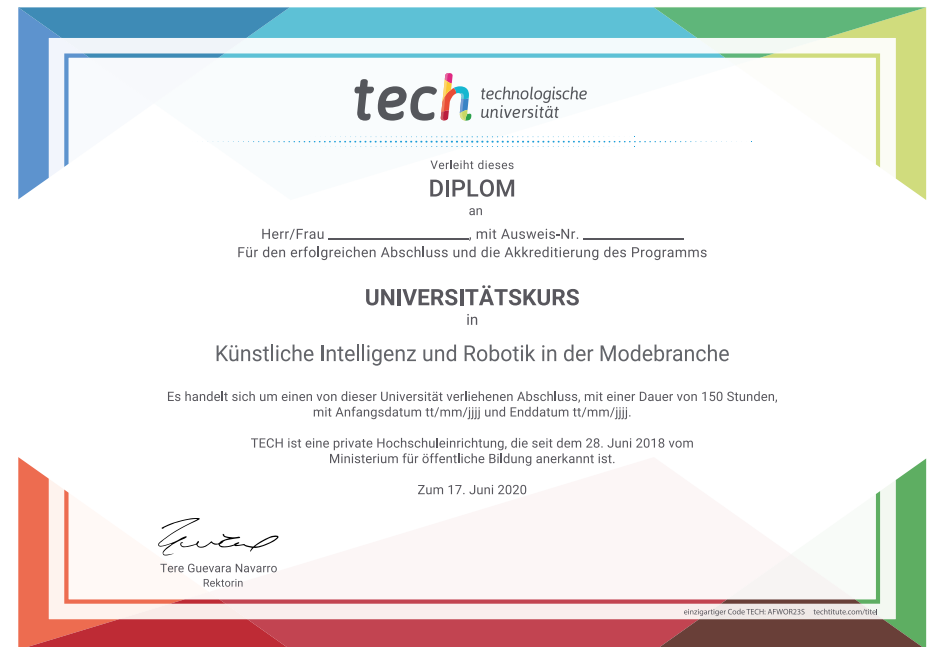 tech technologische
universität
Verleiht dieses
DIPLOM
an
Herr/Frau ____________________, mit Ausweis-Nr. ______________
Für den erfolgreichen Abschluss und die Akkreditierung des Programms
UNIVERSITÄTSKURS
in
Künstliche Intelligenz und Robotik in der Modebranche
Es handelt sich um einen von dieser Universität verliehenen Abschluss, mit einer Dauer von 150 Stunden,
mit Anfangsdatum tt/mm/jjjj und Enddatum tt/mm/jjjj.
TECH ist eine private Hochschuleinrichtung, die seit dem 28. Juni 2018 vom
Ministerium für öffentliche Bildung anerkannt ist.
Zum 17. Juni 2020
Tere Guevara Navarro
Rektorin
einzigartiger Code TECH: AFWOR23S techtitute.com/titel